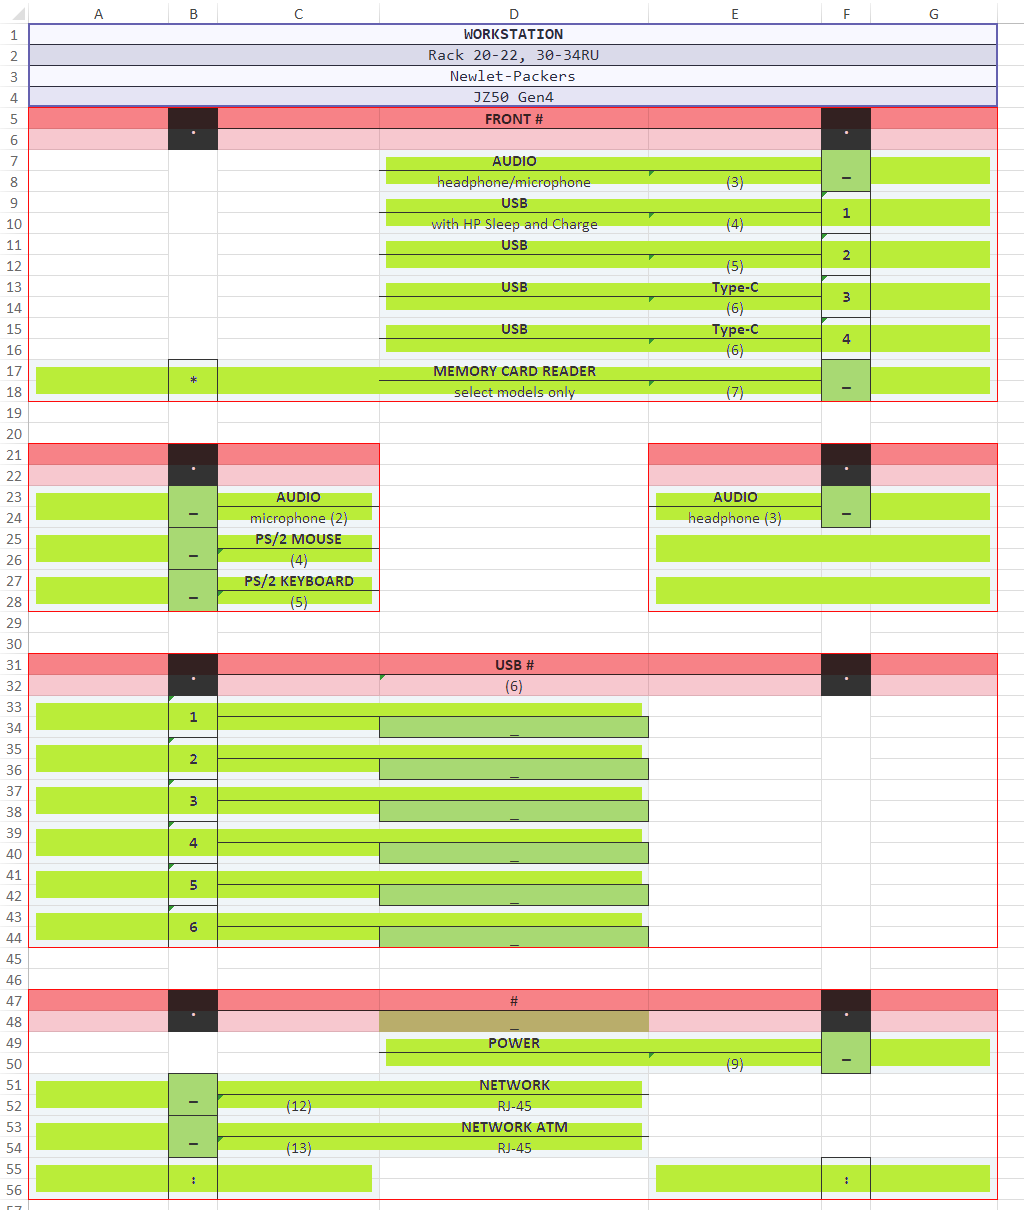 A B C D E F G
1 WORKSTATION
2 Rack 20-22, 30-34RU
3 Newlet-Packers
4 JZ50 Gen4
5 FRONT #
6 . .
7 AUDIO
8 headphone/microphone (3) _
9 USB
10 with HP Sleep and Charge (4) 1
11 USB
12 (5) 2
13 USB Type-C
14 (6) 3
15 USB Type-C
16 (6) 4
17 * MEMORY CARD READER
18 select models only (7) _
19
20
21
22 . .
23 AUDIO AUDIO
24 _ microphone (2) headphone (3) _
25 PS/2 MOUSE
26 _ (4)
27 PS/2 KEYBOARD
28 _ (5)
29
30
31 USB #
32 . (6) .
33 1
34 _
35 2
36 _
37 3
38 _
39 4
40 _
41 5
42 _
43 6
44 _
45
46
47 #
48 . _ .
49 POWER
50 (9) _
51 NETWORK
52 _ (12) RJ-45
53 NETWORK ATM
54 _ (13) RJ-45
55 : :
56
57